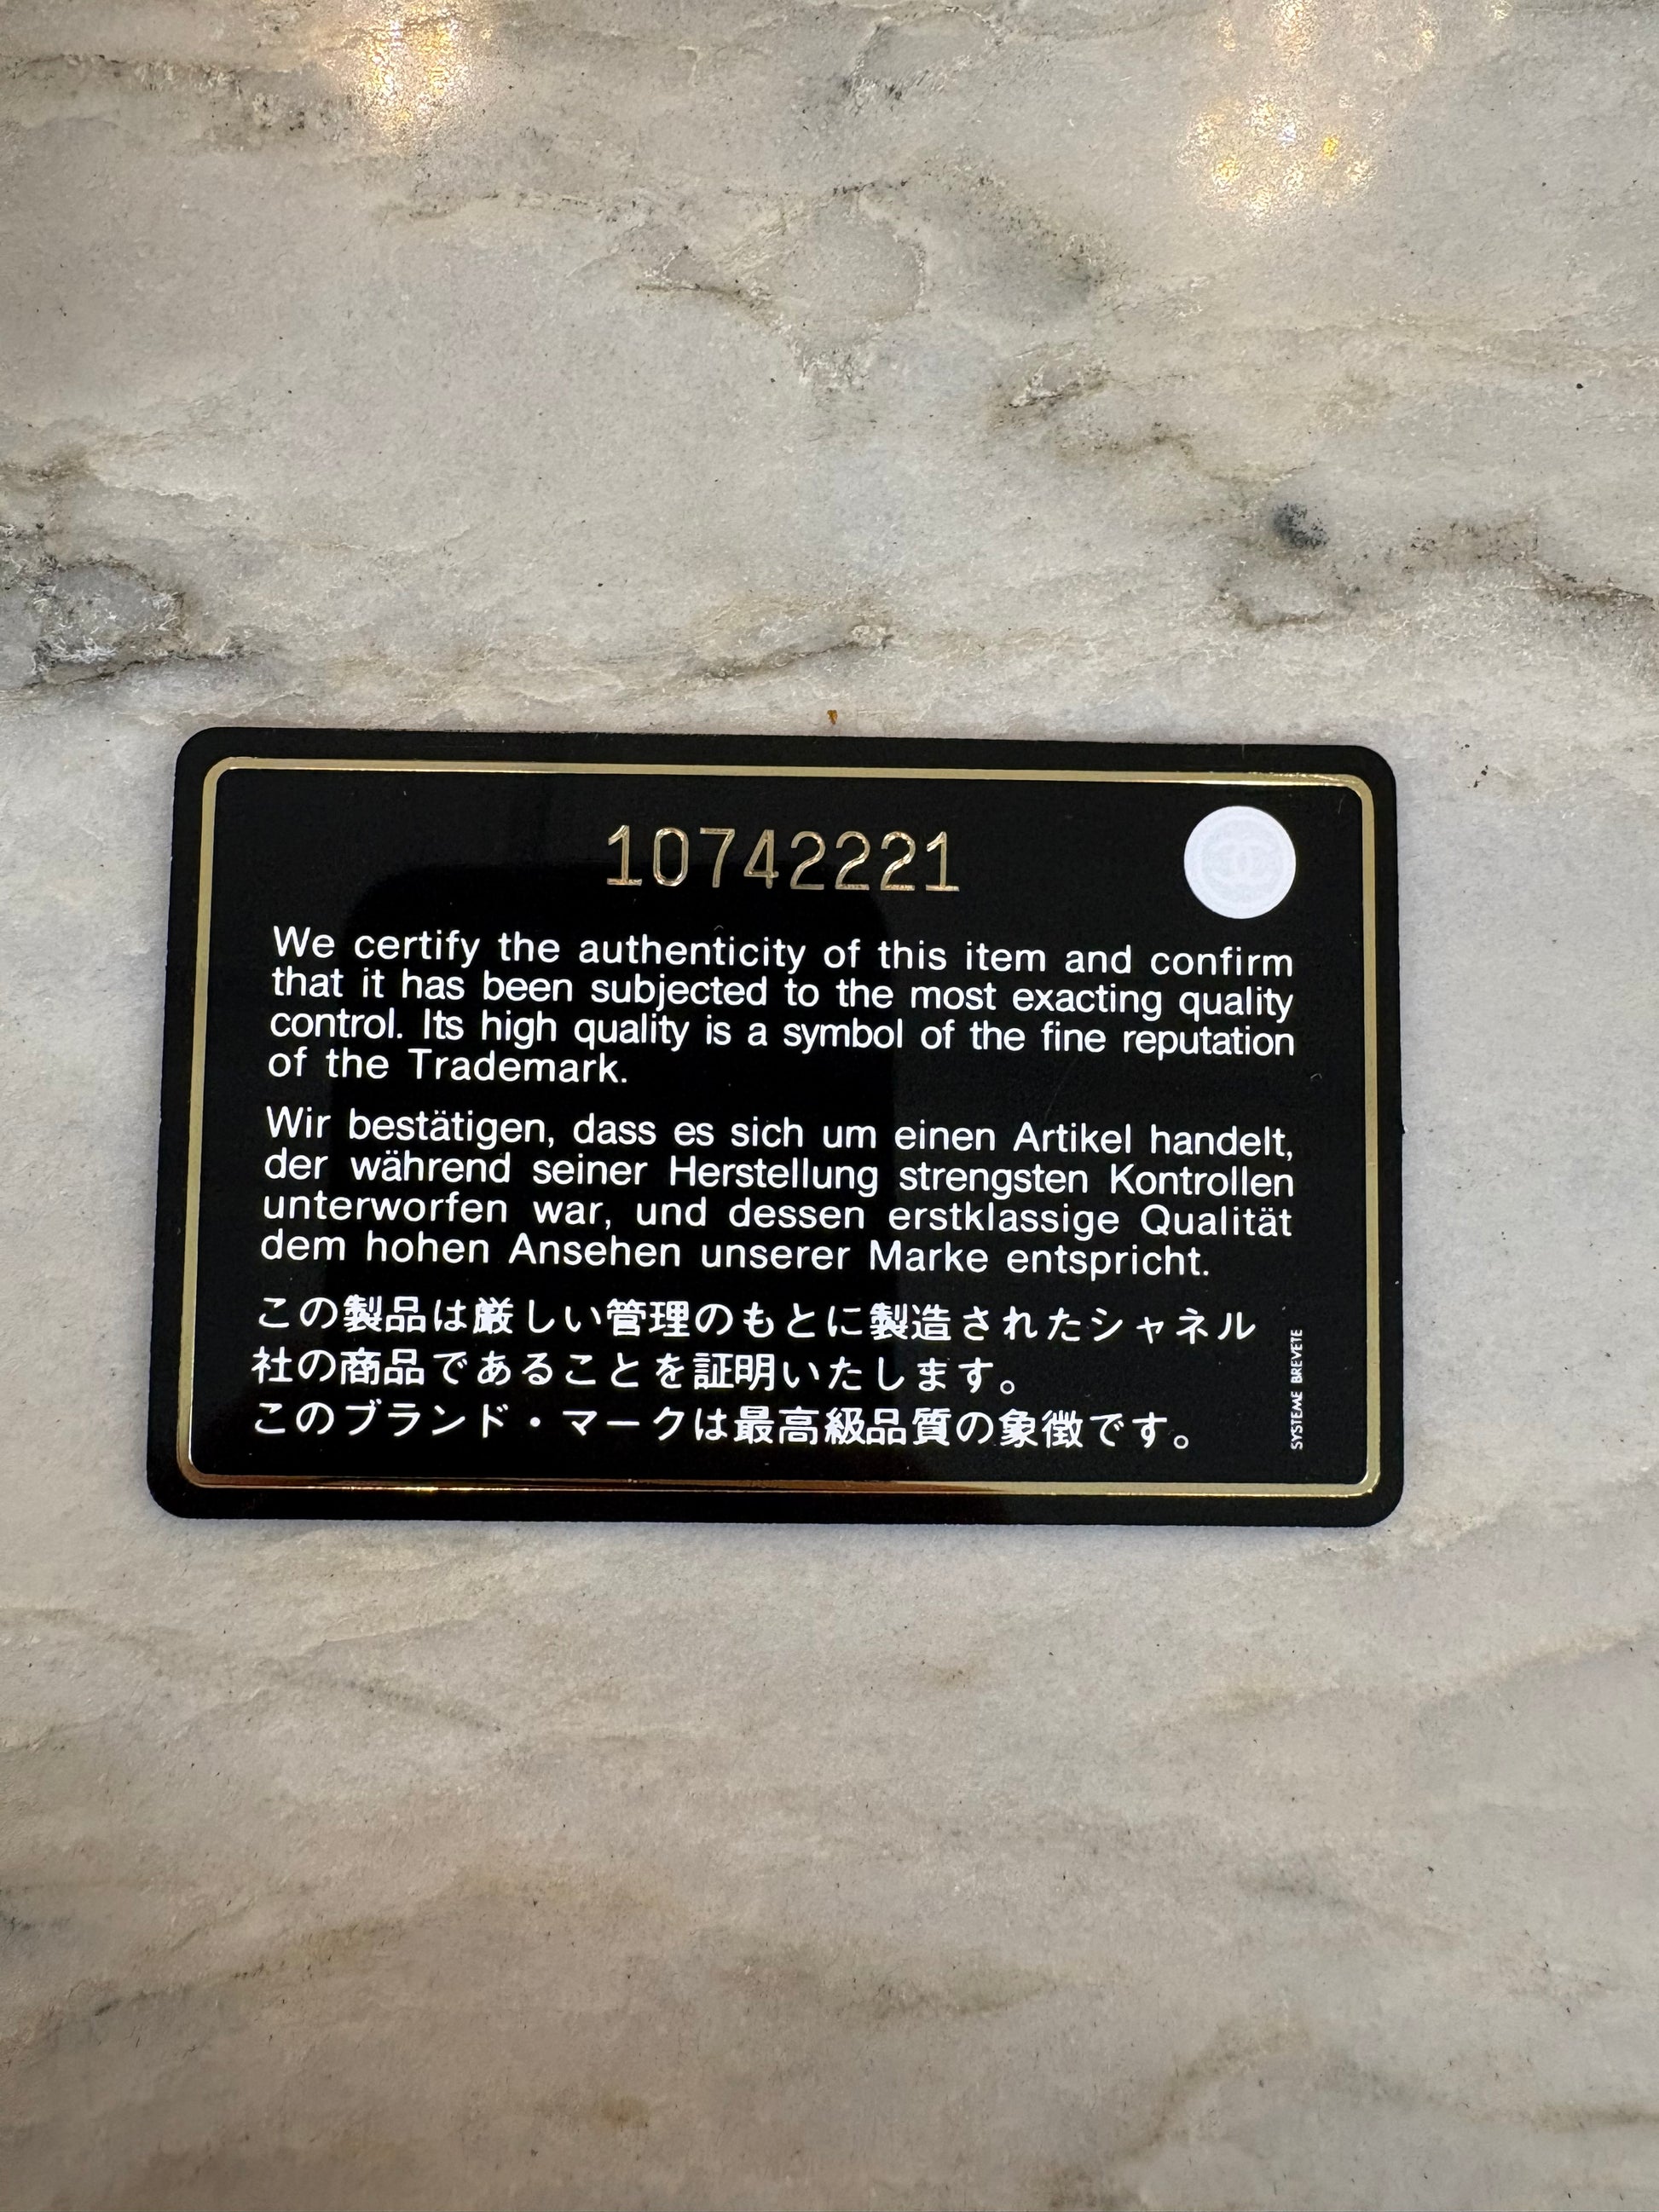 10742221
We certify the authenticity of this item and confirm
that it has been subjected to the most exacting quality
control. Its high quality is a symbol of the fine reputation
of the Trademark.
Wir bestätigen, dass es sich um einen Artikel handelt,
der während seiner Herstellung strengsten Kontrollen
unterworfen war, und dessen erstklassige Qualität
dem hohen Ansehen unserer Marke entspricht.
この製品は厳しい管理のもとに製造されたシャネル
社の商品であることを証明いたします。
このブランド・マークは最高級品質の象徴です。
SYSTEME BREVETE